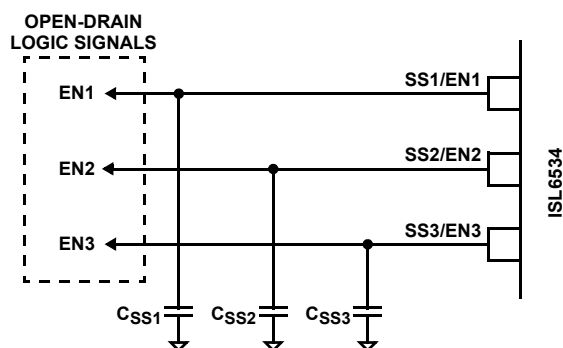 OPEN-DRAIN
LOGIC SIGNALS
EN1
SS1/EN1
EN2
SS2/EN2
EN3
SS3/EN3
ISL6534
CSS1
CSS2
CSS3